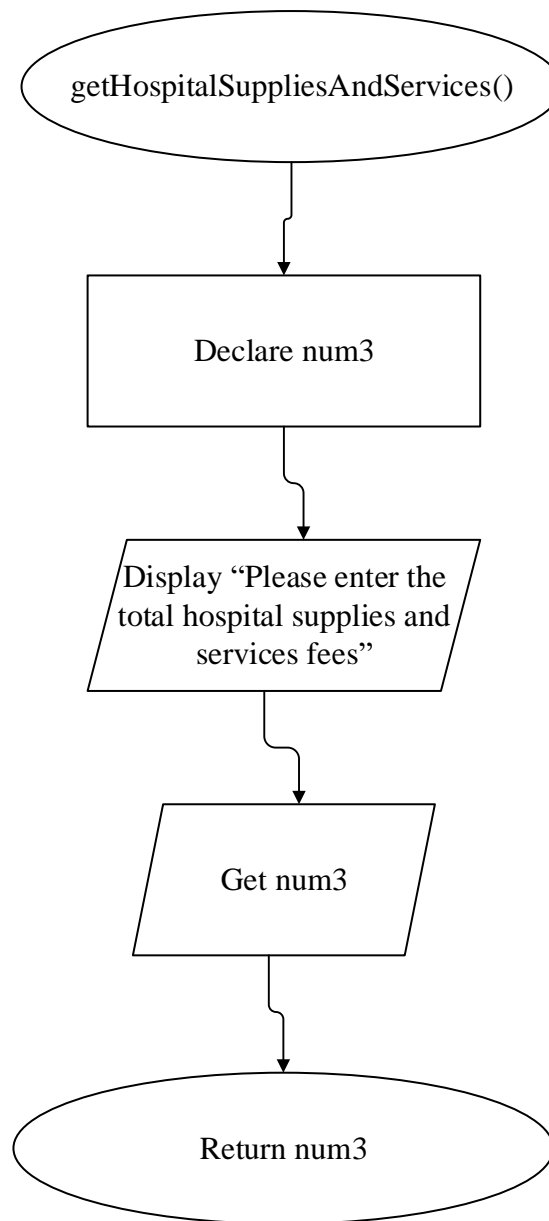 getHospitalSuppliesAndServices()
Declare num3
Display “Please enter the
total hospital supplies and
services fees”
Get num3
Return num3